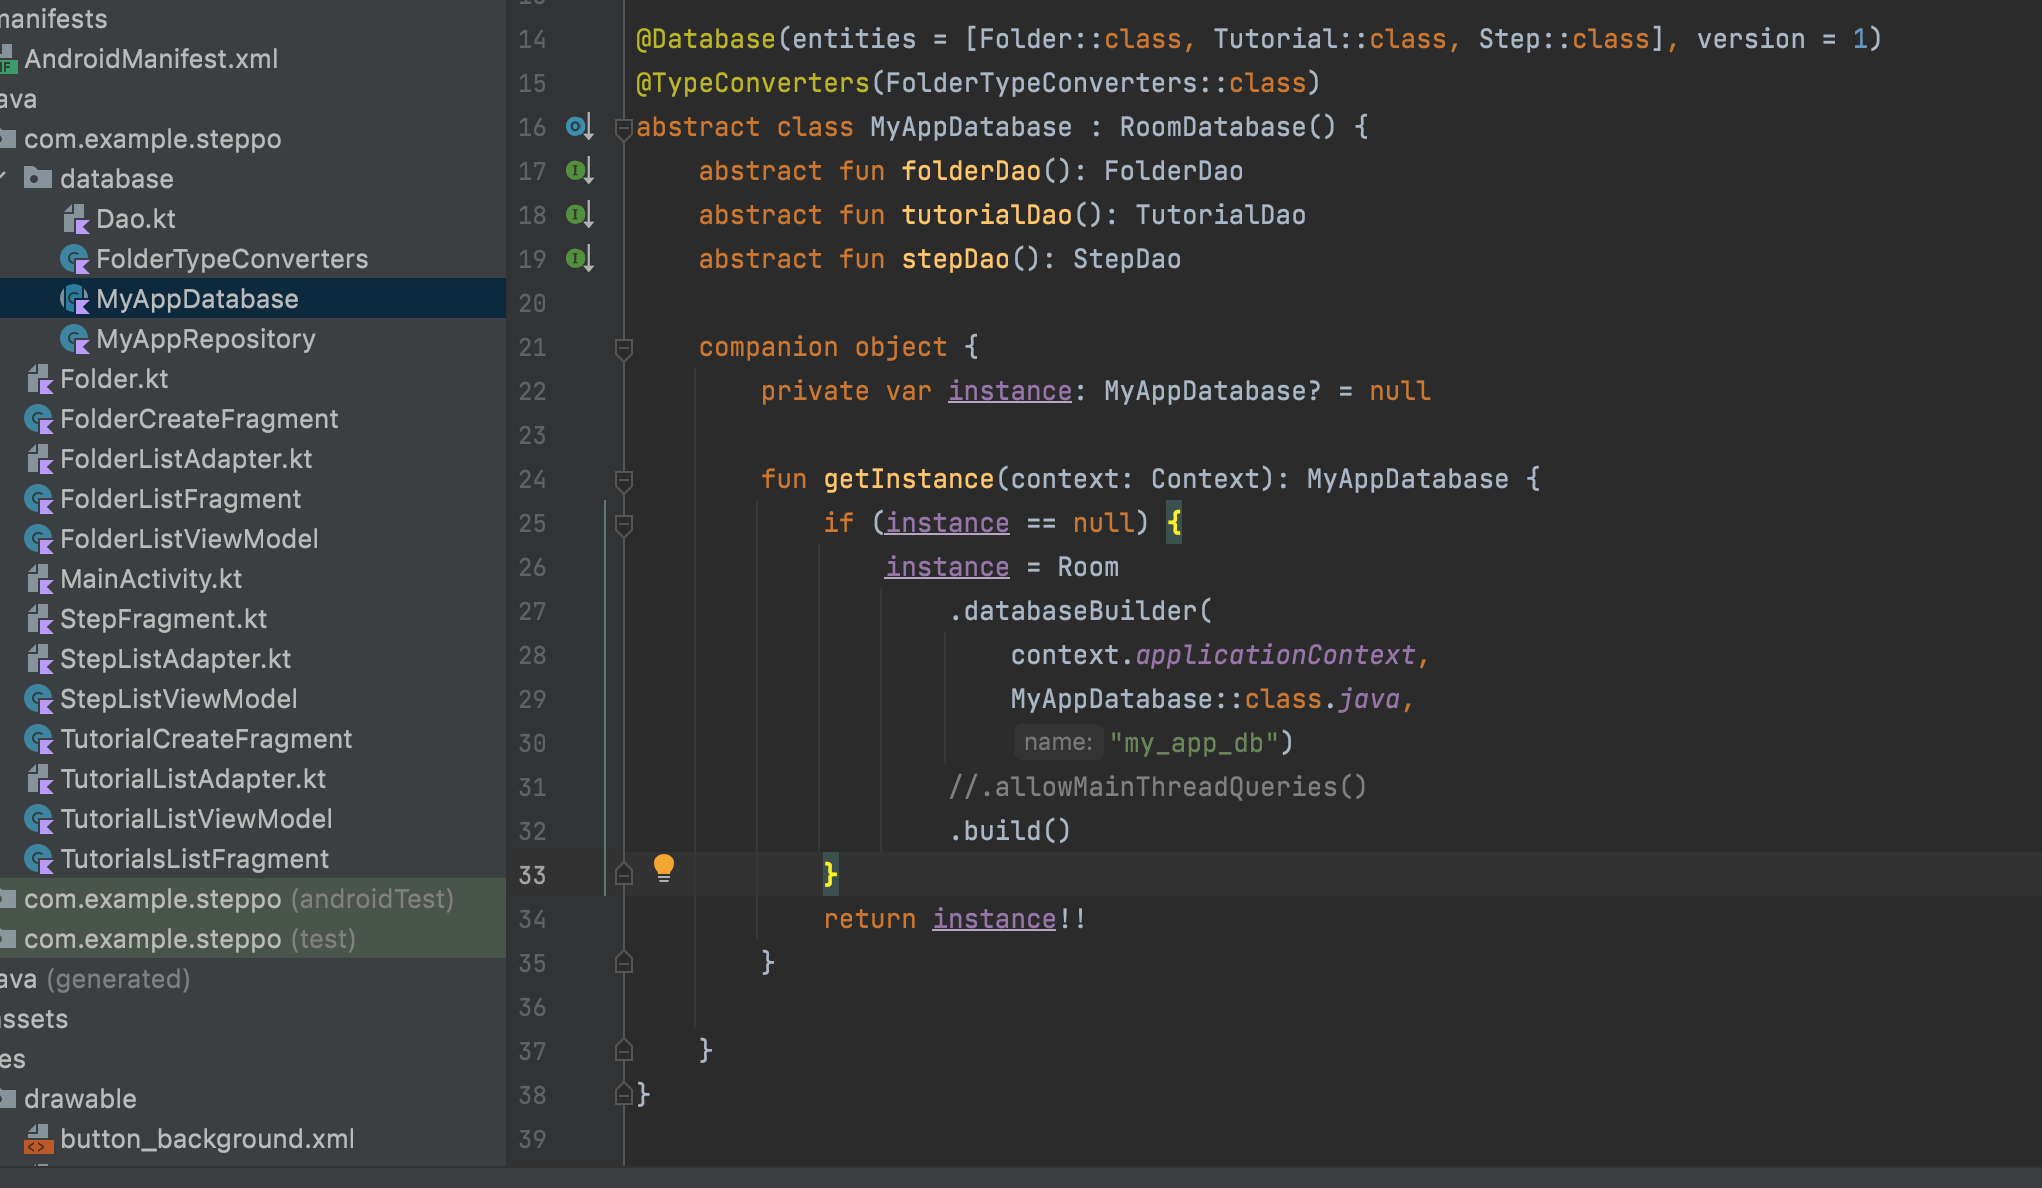 manifests
AndroidManifest.xml
ava
com.example.steppo
database
Dao.kt
FolderTypeConverters
MyAppDatabase
MyAppRepository
Folder.kt
FolderCreateFragment
FolderListAdapter.kt
FolderListFragment
FolderListViewModel
MainActivity.kt
StepFragment.kt
StepListAdapter.kt
StepListViewModel
TutorialCreateFragment
TutorialListAdapter.kt
TutorialListViewModel
TutorialsListFragment
com.example.steppo (androidTest)
com.example.steppo (test)
ava (generated)
assets
es
drawable
button_background.xml
14 @Database(entities = [Folder::class, Tutorial::class, Step::class], version = 1)
15 @TypeConverters(FolderTypeConverters::class)
16 abstract class MyAppDatabase : RoomDatabase() {
17 abstract fun folderDao(): FolderDao
18 abstract fun tutorialDao(): TutorialDao
19 abstract fun stepDao(): StepDao
20
21 companion object {
22 private var instance: MyAppDatabase? = null
23
24 fun getInstance(context: Context): MyAppDatabase {
25 if (instance == null) {
26 instance = Room
27 .databaseBuilder(
28 context.applicationContext,
29 MyAppDatabase::class.java,
30 name: "my_app_db")
31 //.allowMainThreadQueries()
32 .build()
33 }
34 return instance!!
35 }
36
37 }
38 }
39